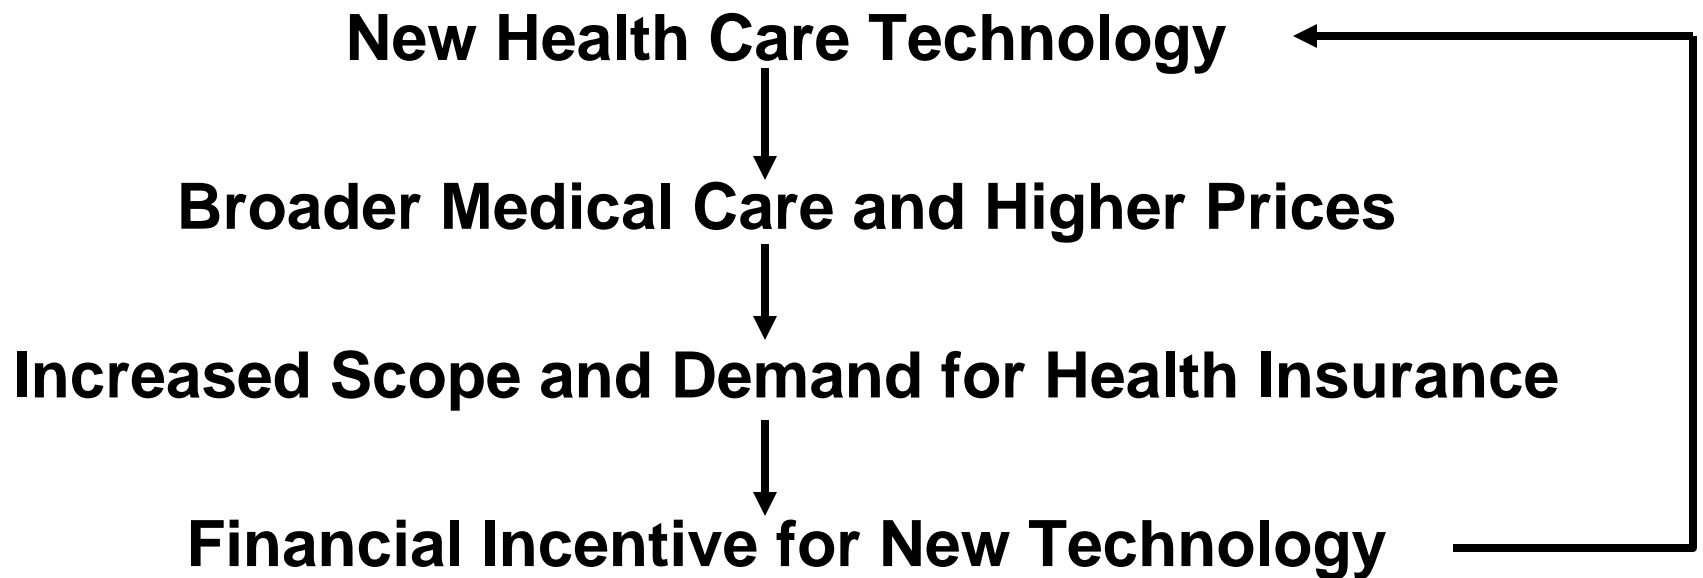 New Health Care Technology
Broader Medical Care and Higher Prices
Increased Scope and Demand for Health Insurance
Financial Incentive for New Technology